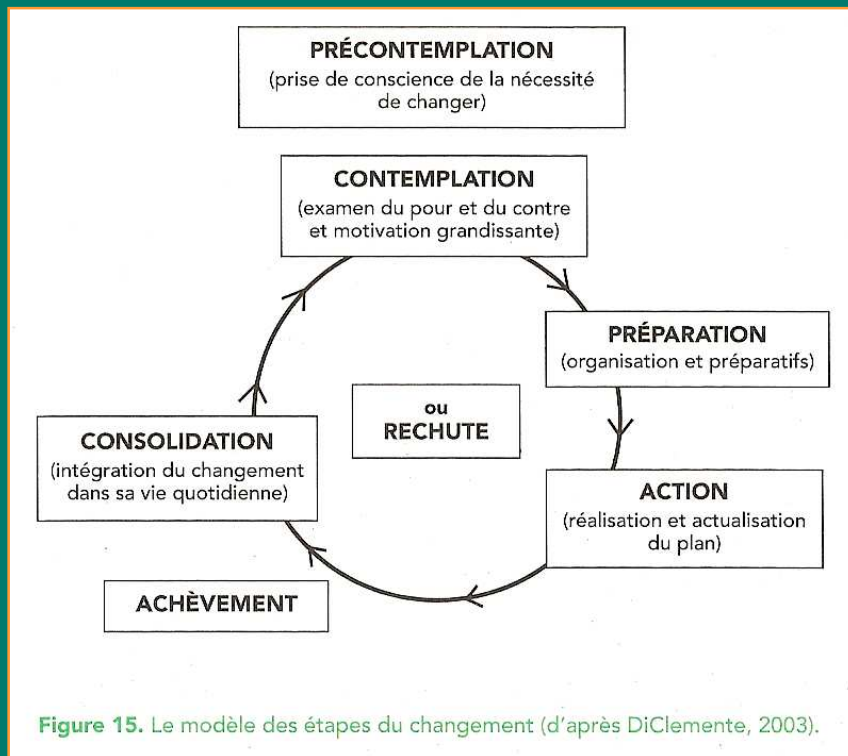 PRÉCONTEMPLATION
(prise de conscience de la nécessité
de changer)
CONTEMPLATION
(examen du pour et du contre
et motivation grandissante)
PRÉPARATION
(organisation et préparatifs)
ou
RECHUTE
CONSOLIDATION
(intégration du changement
dans sa vie quotidienne)
ACTION
(réalisation et actualisation
du plan)
ACHÈVEMENT
Figure 15. Le modèle des étapes du changement (d'après DiClemente, 2003).